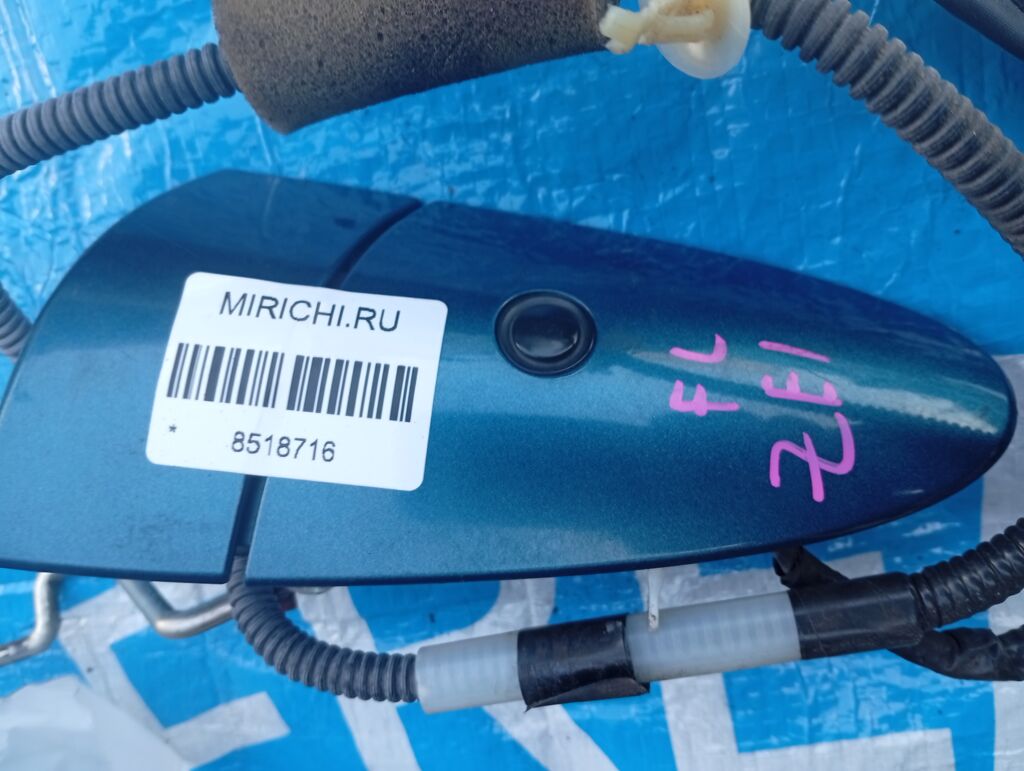 MIRICHI.RU
* 8518716
FL
ZE1